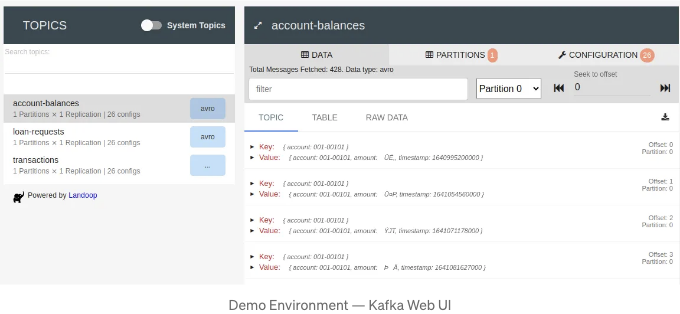 TOPICS
System Topics
Search topics:
account-balances
1 Partitions × 1 Replication | 26 configs
avro
loan-requests
1 Partitions × 1 Replication | 26 configs
avro
transactions
1 Partitions × 1 Replication | 26 configs
...
Powered by Landoop
account-balances
DATA
PARTITIONS 1
CONFIGURATION 26
Total Messages Fetched: 428. Data type: avro
filter
Partition 0
Seek to offset
0
TOPIC
TABLE
RAW DATA
Key: { account: 001-00101 }
Offset: 0
Value: { account: 001-00101, amount: timestamp: 1640995200000 }
Partition: 0
Key: { account: 001-00101 }
Offset: 1
Value: { account: 001-00101, amount: timestamp: }
Partition: 0
Key: { account: 001-00101 }
Offset: 2
Value: { account: 001-00101, amount: timestamp: 1641071178000 }
Partition: 0
Key: { account: 001-00101 }
Offset: 3
Value: { account: 001-00101, amount: timestamp: 1641081627000 }
Partition: 0
Demo Environment — Kafka Web UI